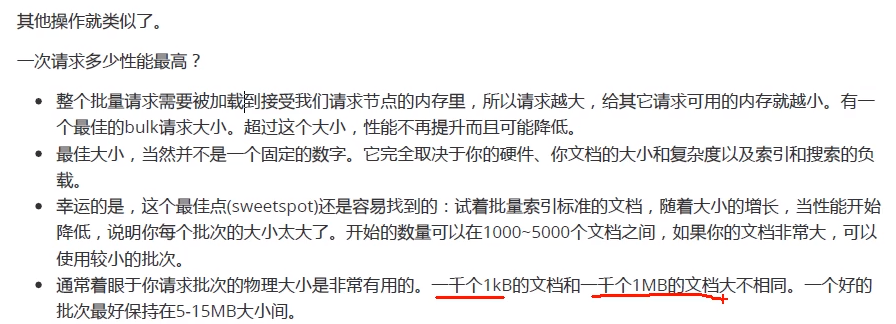 其他操作就类似了。
一次请求多少性能最高？
• 整个批量请求需要被加载到接受我们请求节点的内存里，所以请求越大，给其它请求可用的内存就越小。有一
个最佳的bulk请求大小。超过这个大小，性能不再提升而且可能降低。
• 最佳大小，当然并不是一个固定的数字。它完全取决于你的硬件、你文档的大小和复杂度以及索引和搜索的负
载。
• 幸运的是，这个最佳点(sweetspot)还是容易找到的：试着批量索引标准的文档，随着大小的增长，当性能开始
降低，说明你每个批次的大小太大了。开始的数量可以在1000~5000个文档之间，如果你的文档非常大，可以
使用较小的批次。
• 通常着眼于你请求批次的物理大小是非常有用的。一千个1kB的文档和一千个1MB的文档大不相同。一个好的
批次最好保持在5-15MB大小间。